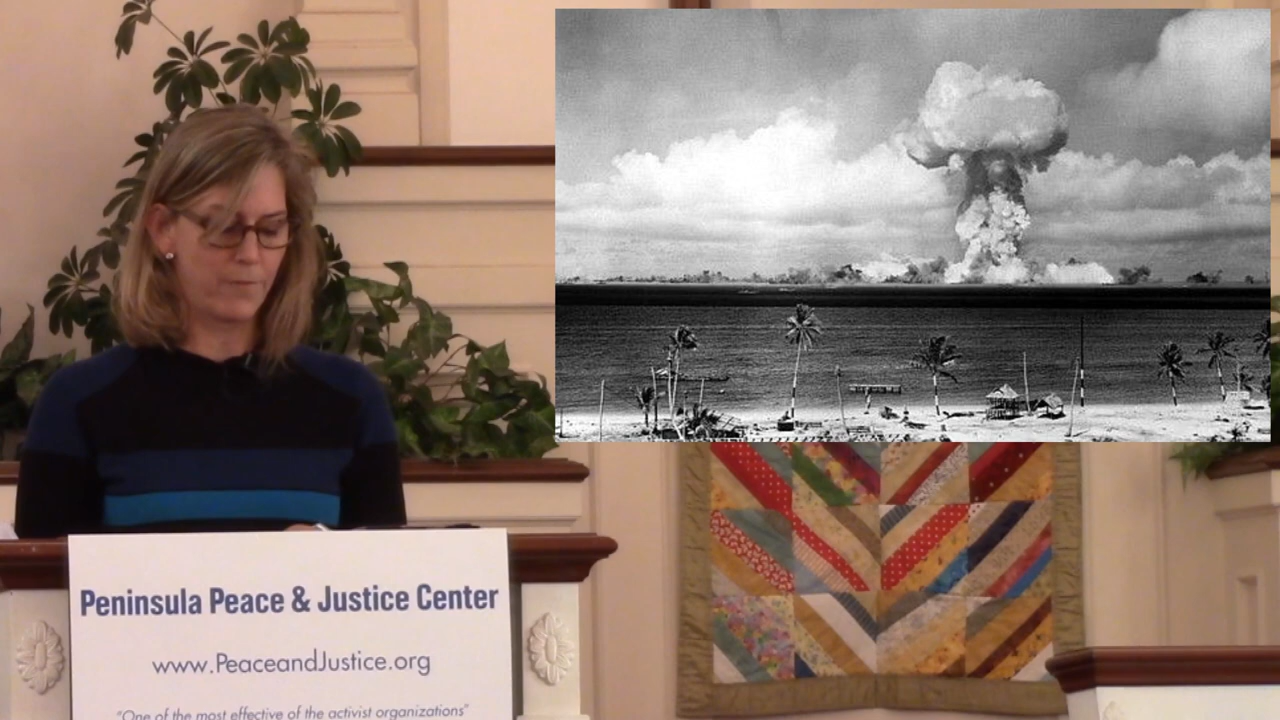 Peninsula Peace & Justice Center
www.PeaceandJustice.org
"One of the most effective of the activist organizations"